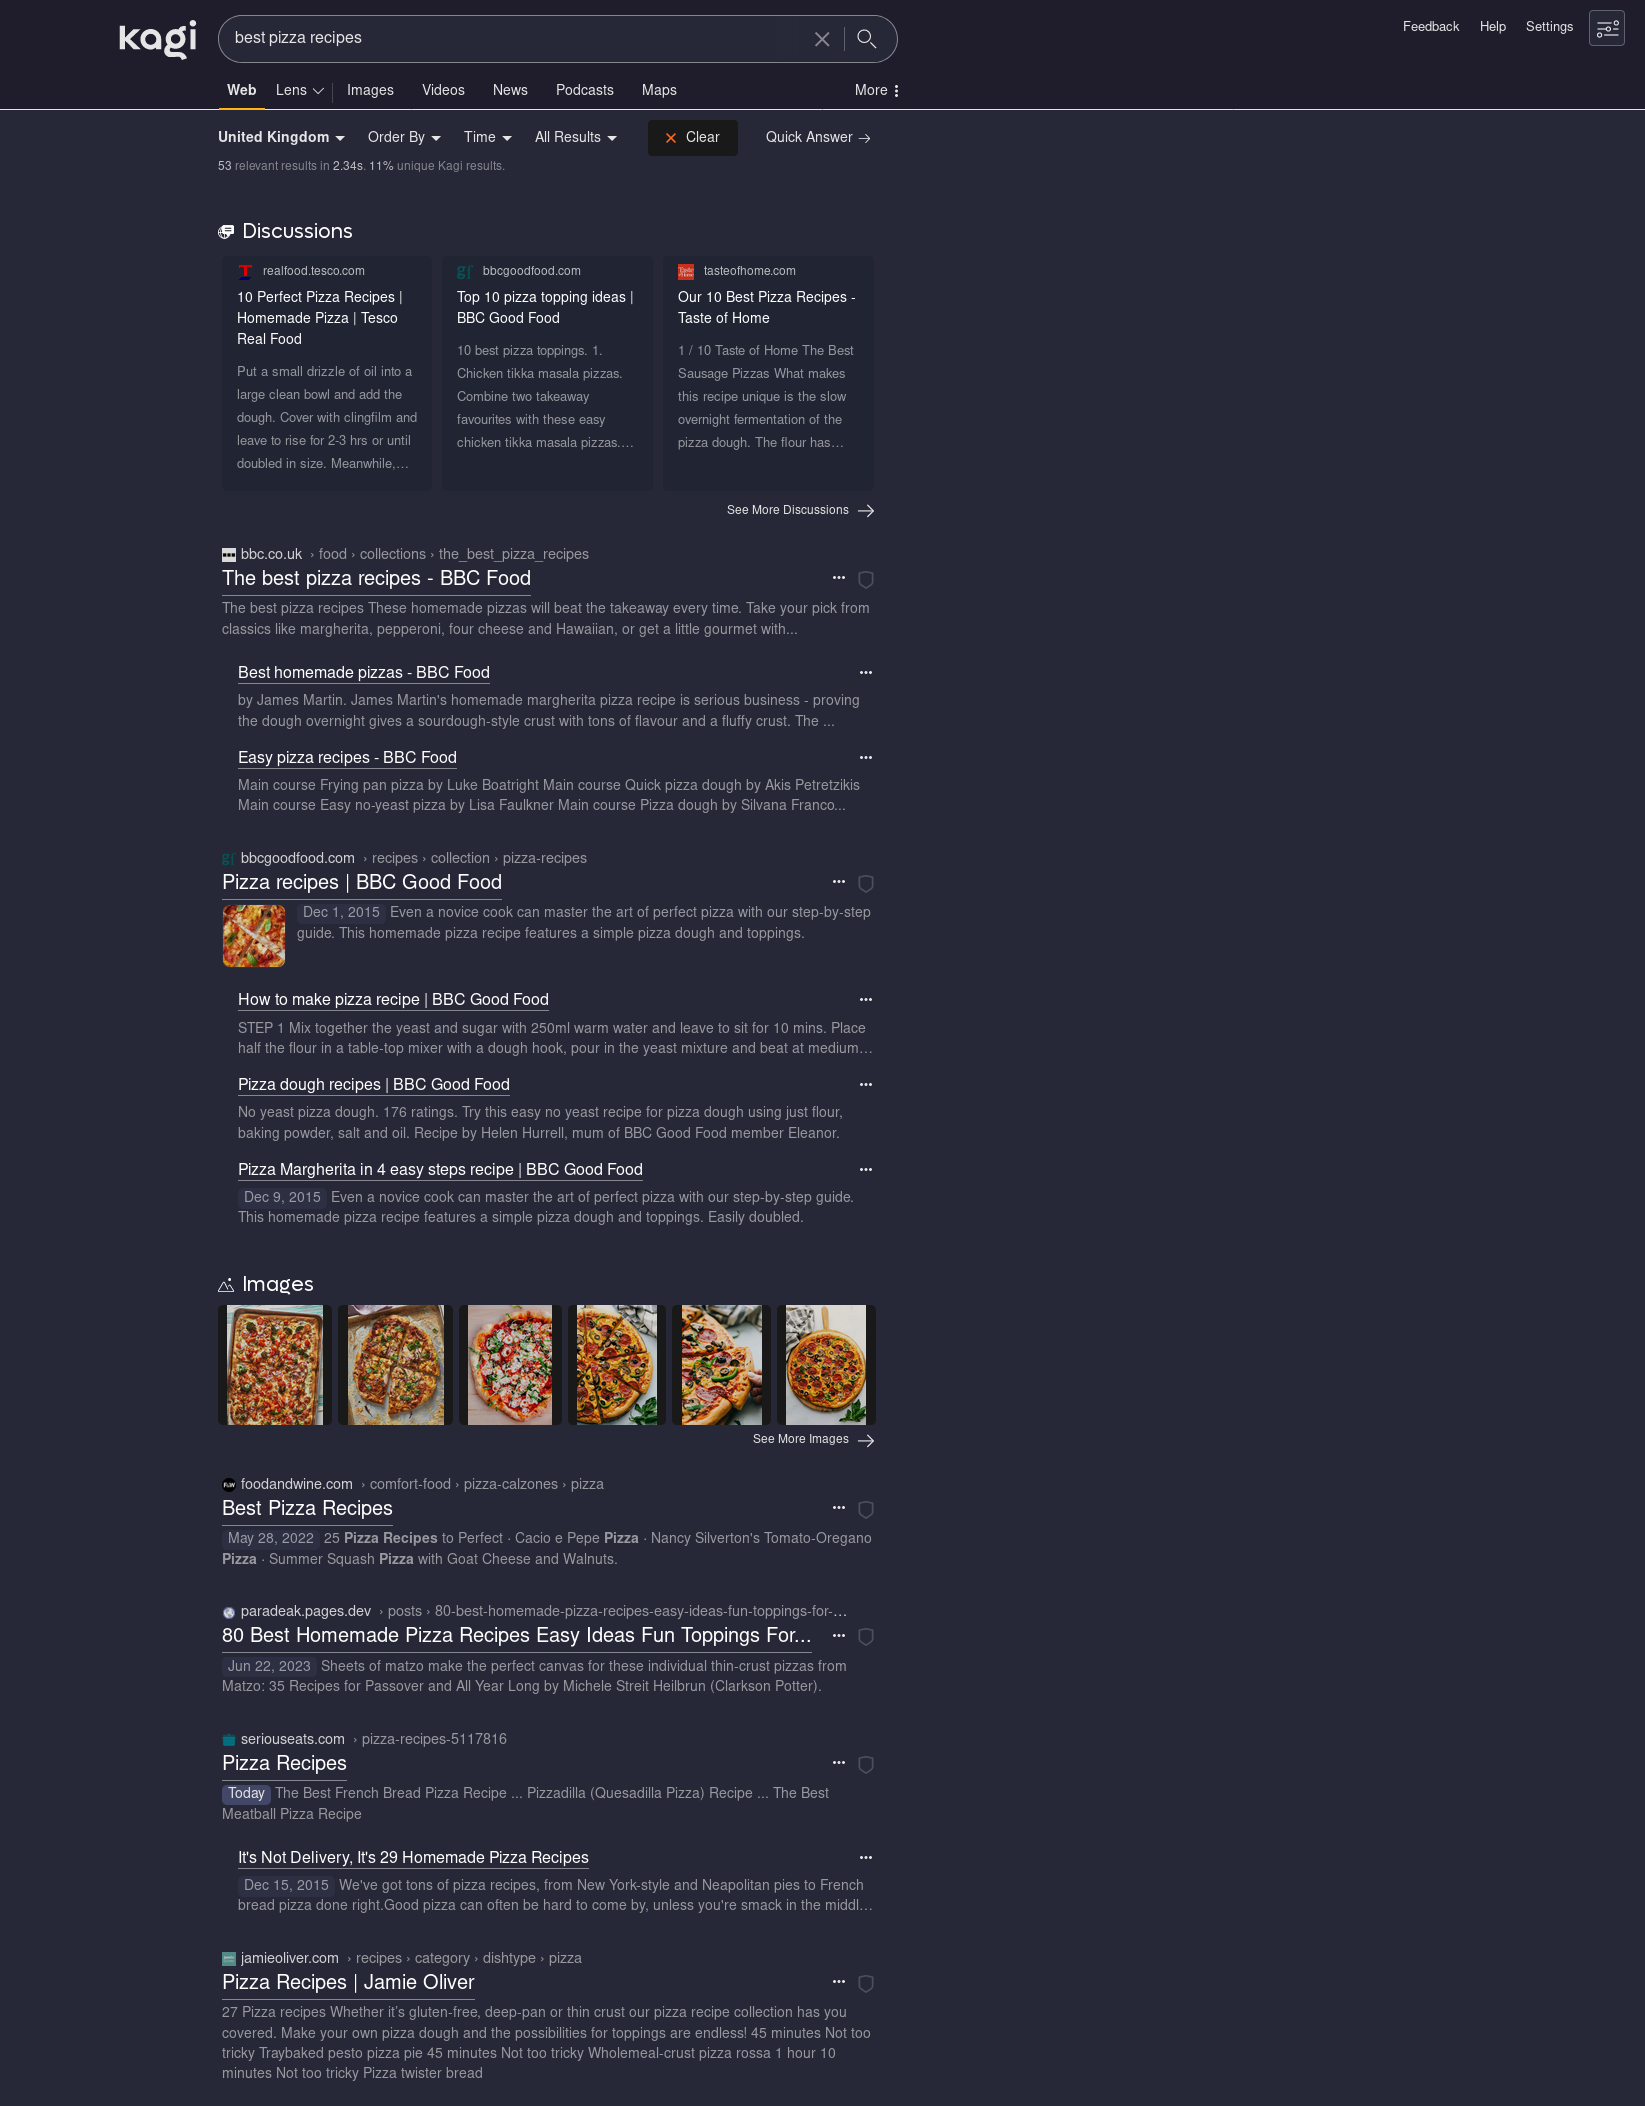 kagi
best pizza recipes
Feedback Help Settings
Web Lens Images Videos News Podcasts Maps More
United Kingdom Order By Time All Results Clear Quick Answer
53 relevant results in 2.34s. 11% unique Kagi results.
Discussions
realfood.tesco.com
10 Perfect Pizza Recipes |
Homemade Pizza | Tesco
Real Food
Put a small drizzle of oil into a
large clean bowl and add the
dough. Cover with clingfilm and
leave to rise for 2-3 hrs or until
doubled in size. Meanwhile,…
gf bbcgoodfood.com
Top 10 pizza topping ideas |
BBC Good Food
10 best pizza toppings. 1.
Chicken tikka masala pizzas.
Combine two takeaway
favourites with these easy
chicken tikka masala pizzas.…
tasteofhome.com
Our 10 Best Pizza Recipes -
Taste of Home
1 / 10 Taste of Home The Best
Sausage Pizzas What makes
this recipe unique is the slow
overnight fermentation of the
pizza dough. The flour has…
See More Discussions
bbc.co.uk › food › collections › the_best_pizza_recipes
The best pizza recipes - BBC Food
The best pizza recipes These homemade pizzas will beat the takeaway every time. Take your pick from
classics like margherita, pepperoni, four cheese and Hawaiian, or get a little gourmet with...
Best homemade pizzas - BBC Food
by James Martin. James Martin's homemade margherita pizza recipe is serious business - proving
the dough overnight gives a sourdough-style crust with tons of flavour and a fluffy crust. The ...
Easy pizza recipes - BBC Food
Main course Frying pan pizza by Luke Boatright Main course Quick pizza dough by Akis Petretzikis
Main course Easy no-yeast pizza by Lisa Faulkner Main course Pizza dough by Silvana Franco...
gf bbcgoodfood.com › recipes › collection › pizza-recipes
Pizza recipes | BBC Good Food
Dec 1, 2015 Even a novice cook can master the art of perfect pizza with our step-by-step
guide. This homemade pizza recipe features a simple pizza dough and toppings.
How to make pizza recipe | BBC Good Food
STEP 1 Mix together the yeast and sugar with 250ml warm water and leave to sit for 10 mins. Place
half the flour in a table-top mixer with a dough hook, pour in the yeast mixture and beat at medium…
Pizza dough recipes | BBC Good Food
No yeast pizza dough. 176 ratings. Try this easy no yeast recipe for pizza dough using just flour,
baking powder, salt and oil. Recipe by Helen Hurrell, mum of BBC Good Food member Eleanor.
Pizza Margherita in 4 easy steps recipe | BBC Good Food
Dec 9, 2015 Even a novice cook can master the art of perfect pizza with our step-by-step guide.
This homemade pizza recipe features a simple pizza dough and toppings. Easily doubled.
Images
See More Images
foodandwine.com › comfort-food › pizza-calzones › pizza
Best Pizza Recipes
May 28, 2022 25 Pizza Recipes to Perfect · Cacio e Pepe Pizza · Nancy Silverton's Tomato-Oregano
Pizza · Summer Squash Pizza with Goat Cheese and Walnuts.
paradeak.pages.dev › posts › 80-best-homemade-pizza-recipes-easy-ideas-fun-toppings-for-…
80 Best Homemade Pizza Recipes Easy Ideas Fun Toppings For...
Jun 22, 2023 Sheets of matzo make the perfect canvas for these individual thin-crust pizzas from
Matzo: 35 Recipes for Passover and All Year Long by Michele Streit Heilbrun (Clarkson Potter).
seriouseats.com › pizza-recipes-5117816
Pizza Recipes
Today The Best French Bread Pizza Recipe ... Pizzadilla (Quesadilla Pizza) Recipe ... The Best
Meatball Pizza Recipe
It's Not Delivery, It's 29 Homemade Pizza Recipes
Dec 15, 2015 We've got tons of pizza recipes, from New York-style and Neapolitan pies to French
bread pizza done right.Good pizza can often be hard to come by, unless you're smack in the middl…
jamieoliver.com › recipes › category › dishtype › pizza
Pizza Recipes | Jamie Oliver
27 Pizza recipes Whether it's gluten-free, deep-pan or thin crust our pizza recipe collection has you
covered. Make your own pizza dough and the possibilities for toppings are endless! 45 minutes Not too
tricky Traybaked pesto pizza pie 45 minutes Not too tricky Wholemeal-crust pizza rossa 1 hour 10
minutes Not too tricky Pizza twister bread